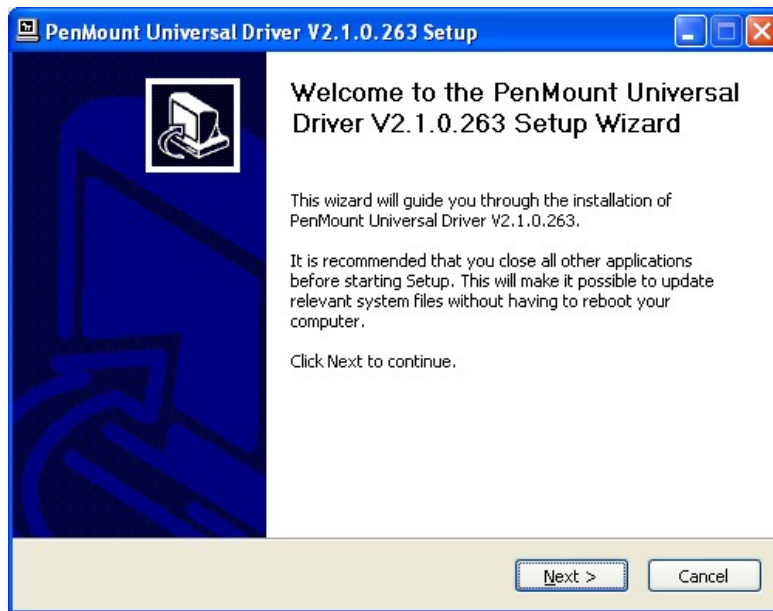 PenMount Universal Driver V2.1.0.263 Setup
Welcome to the PenMount Universal
Driver V2.1.0.263 Setup Wizard
This wizard will guide you through the installation of
PenMount Universal Driver V2.1.0.263.
It is recommended that you close all other applications
before starting Setup. This will make it possible to update
relevant system files without having to reboot your
computer.
Click Next to continue.
Next >
Cancel